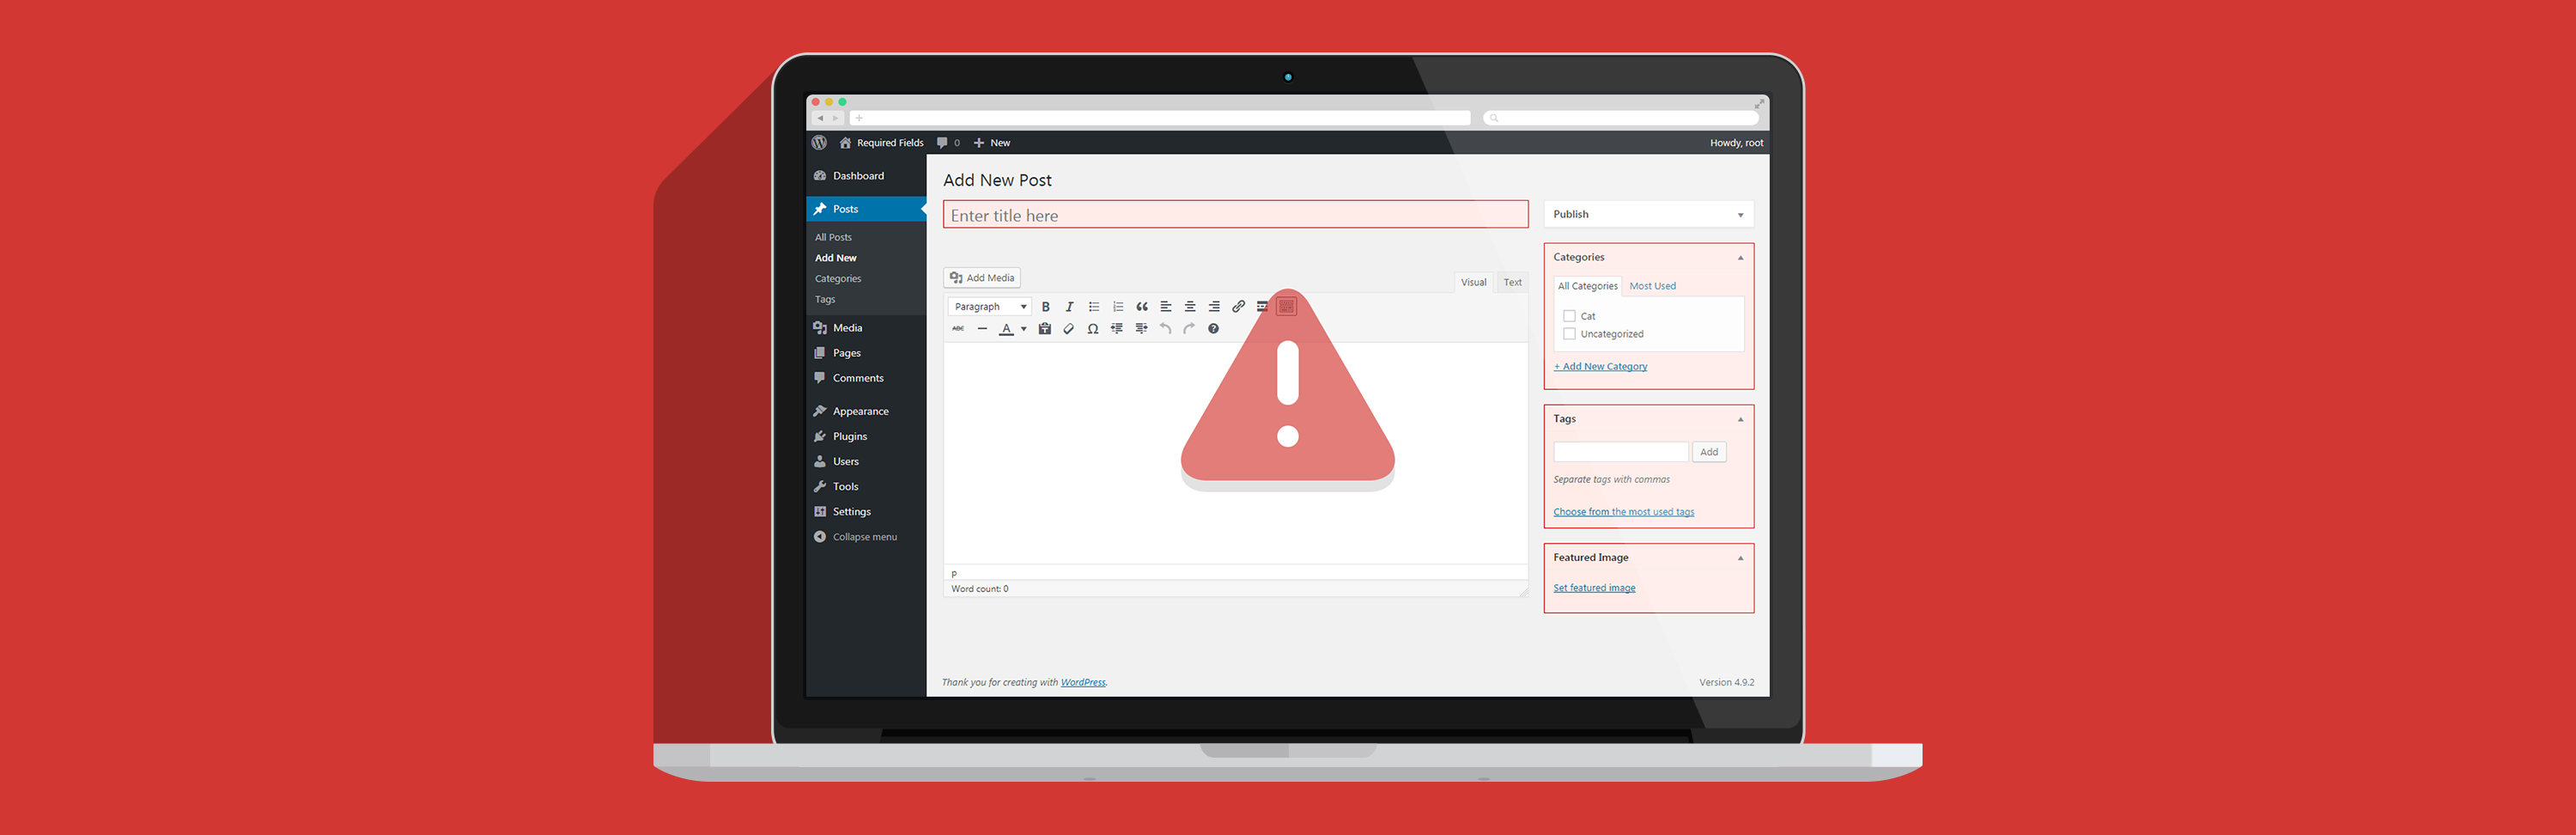 Required Fields 0 New
Howdy, root
Dashboard
Posts
All Posts
Add New
Categories
Tags
Media
Pages
Comments
Appearance
Plugins
Users
Tools
Settings
Collapse menu
Add New Post
Enter title here
Add Media
Visual Text
Paragraph
B I
ABC A Ω
p
Word count: 0
Publish
Categories
All Categories Most Used
Cat
Uncategorized
+ Add New Category
Tags
Add
Separate tags with commas
Choose from the most used tags
Featured Image
Set featured image
Thank you for creating with WordPress.
Version 4.9.2